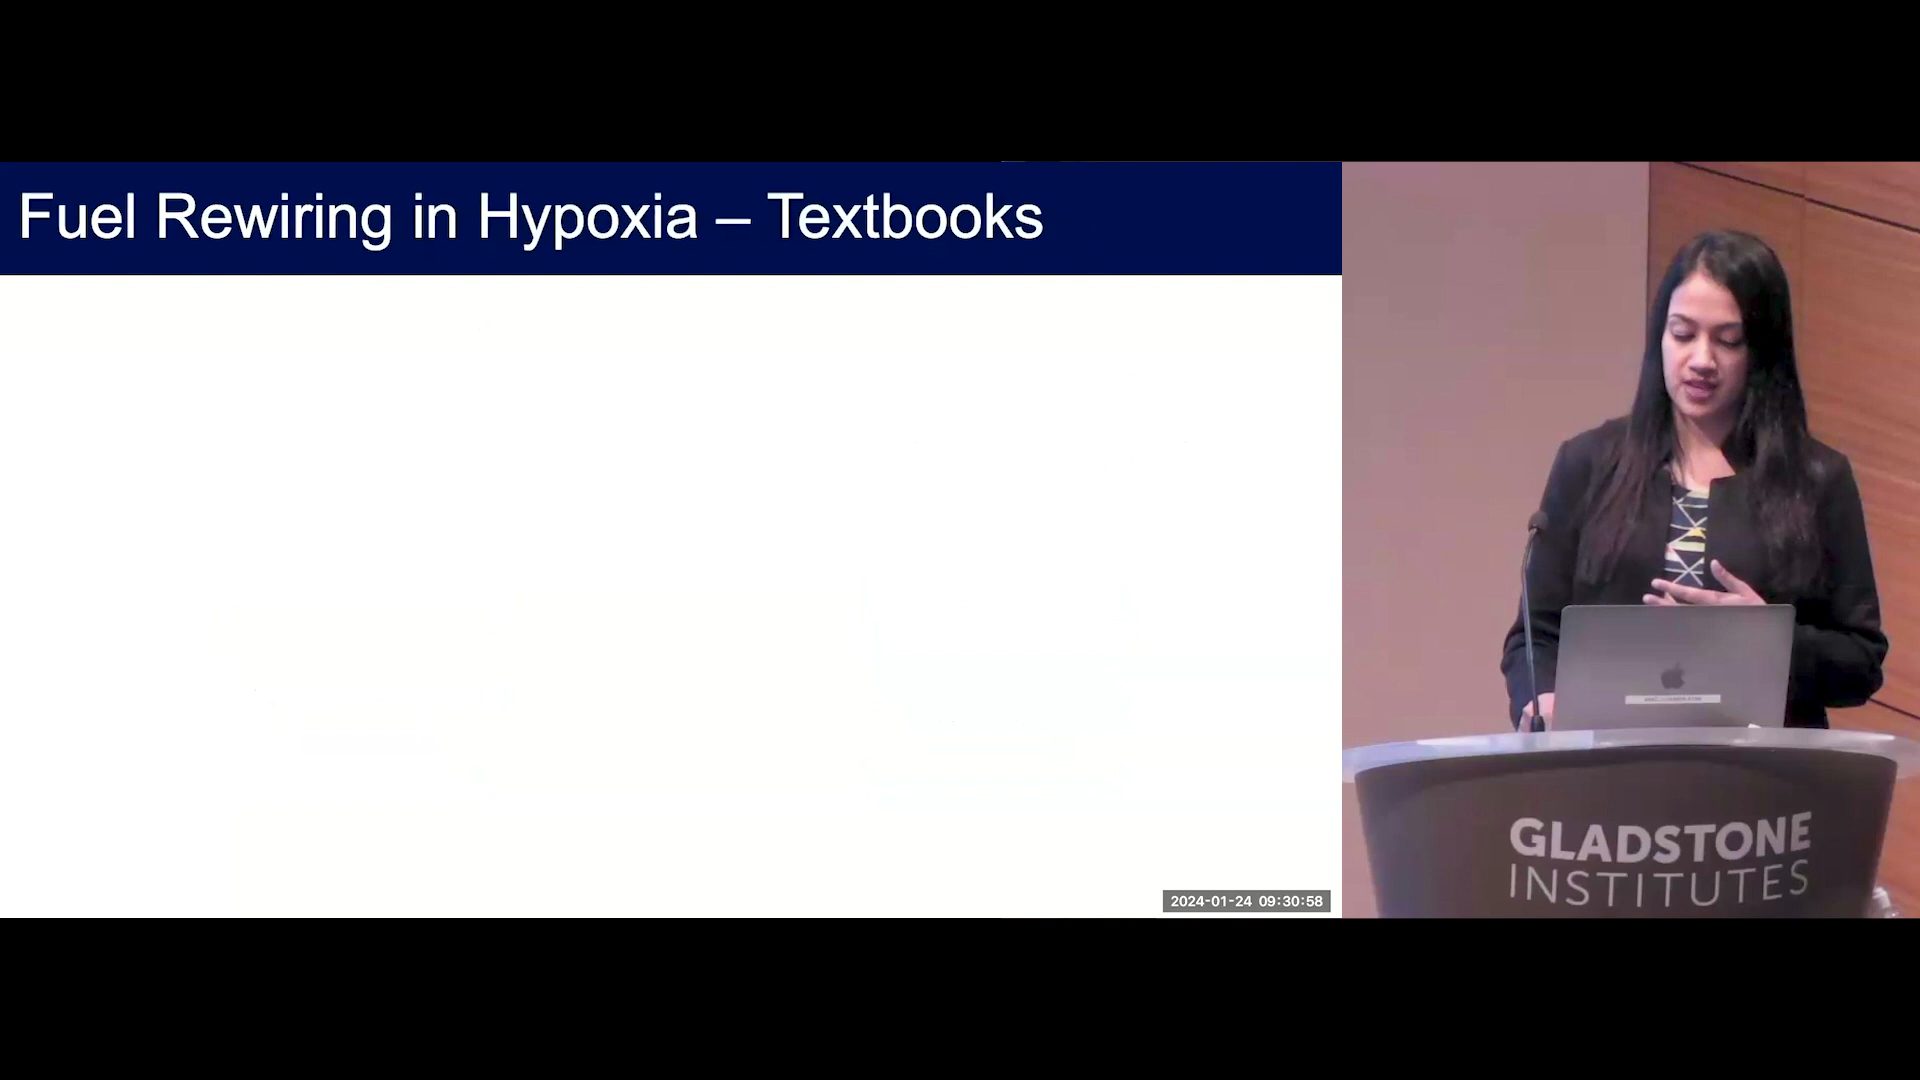 Fuel Rewiring in Hypoxia – Textbooks
2024-01-24 09:30:58
GLADSTONE
INSTITUTES